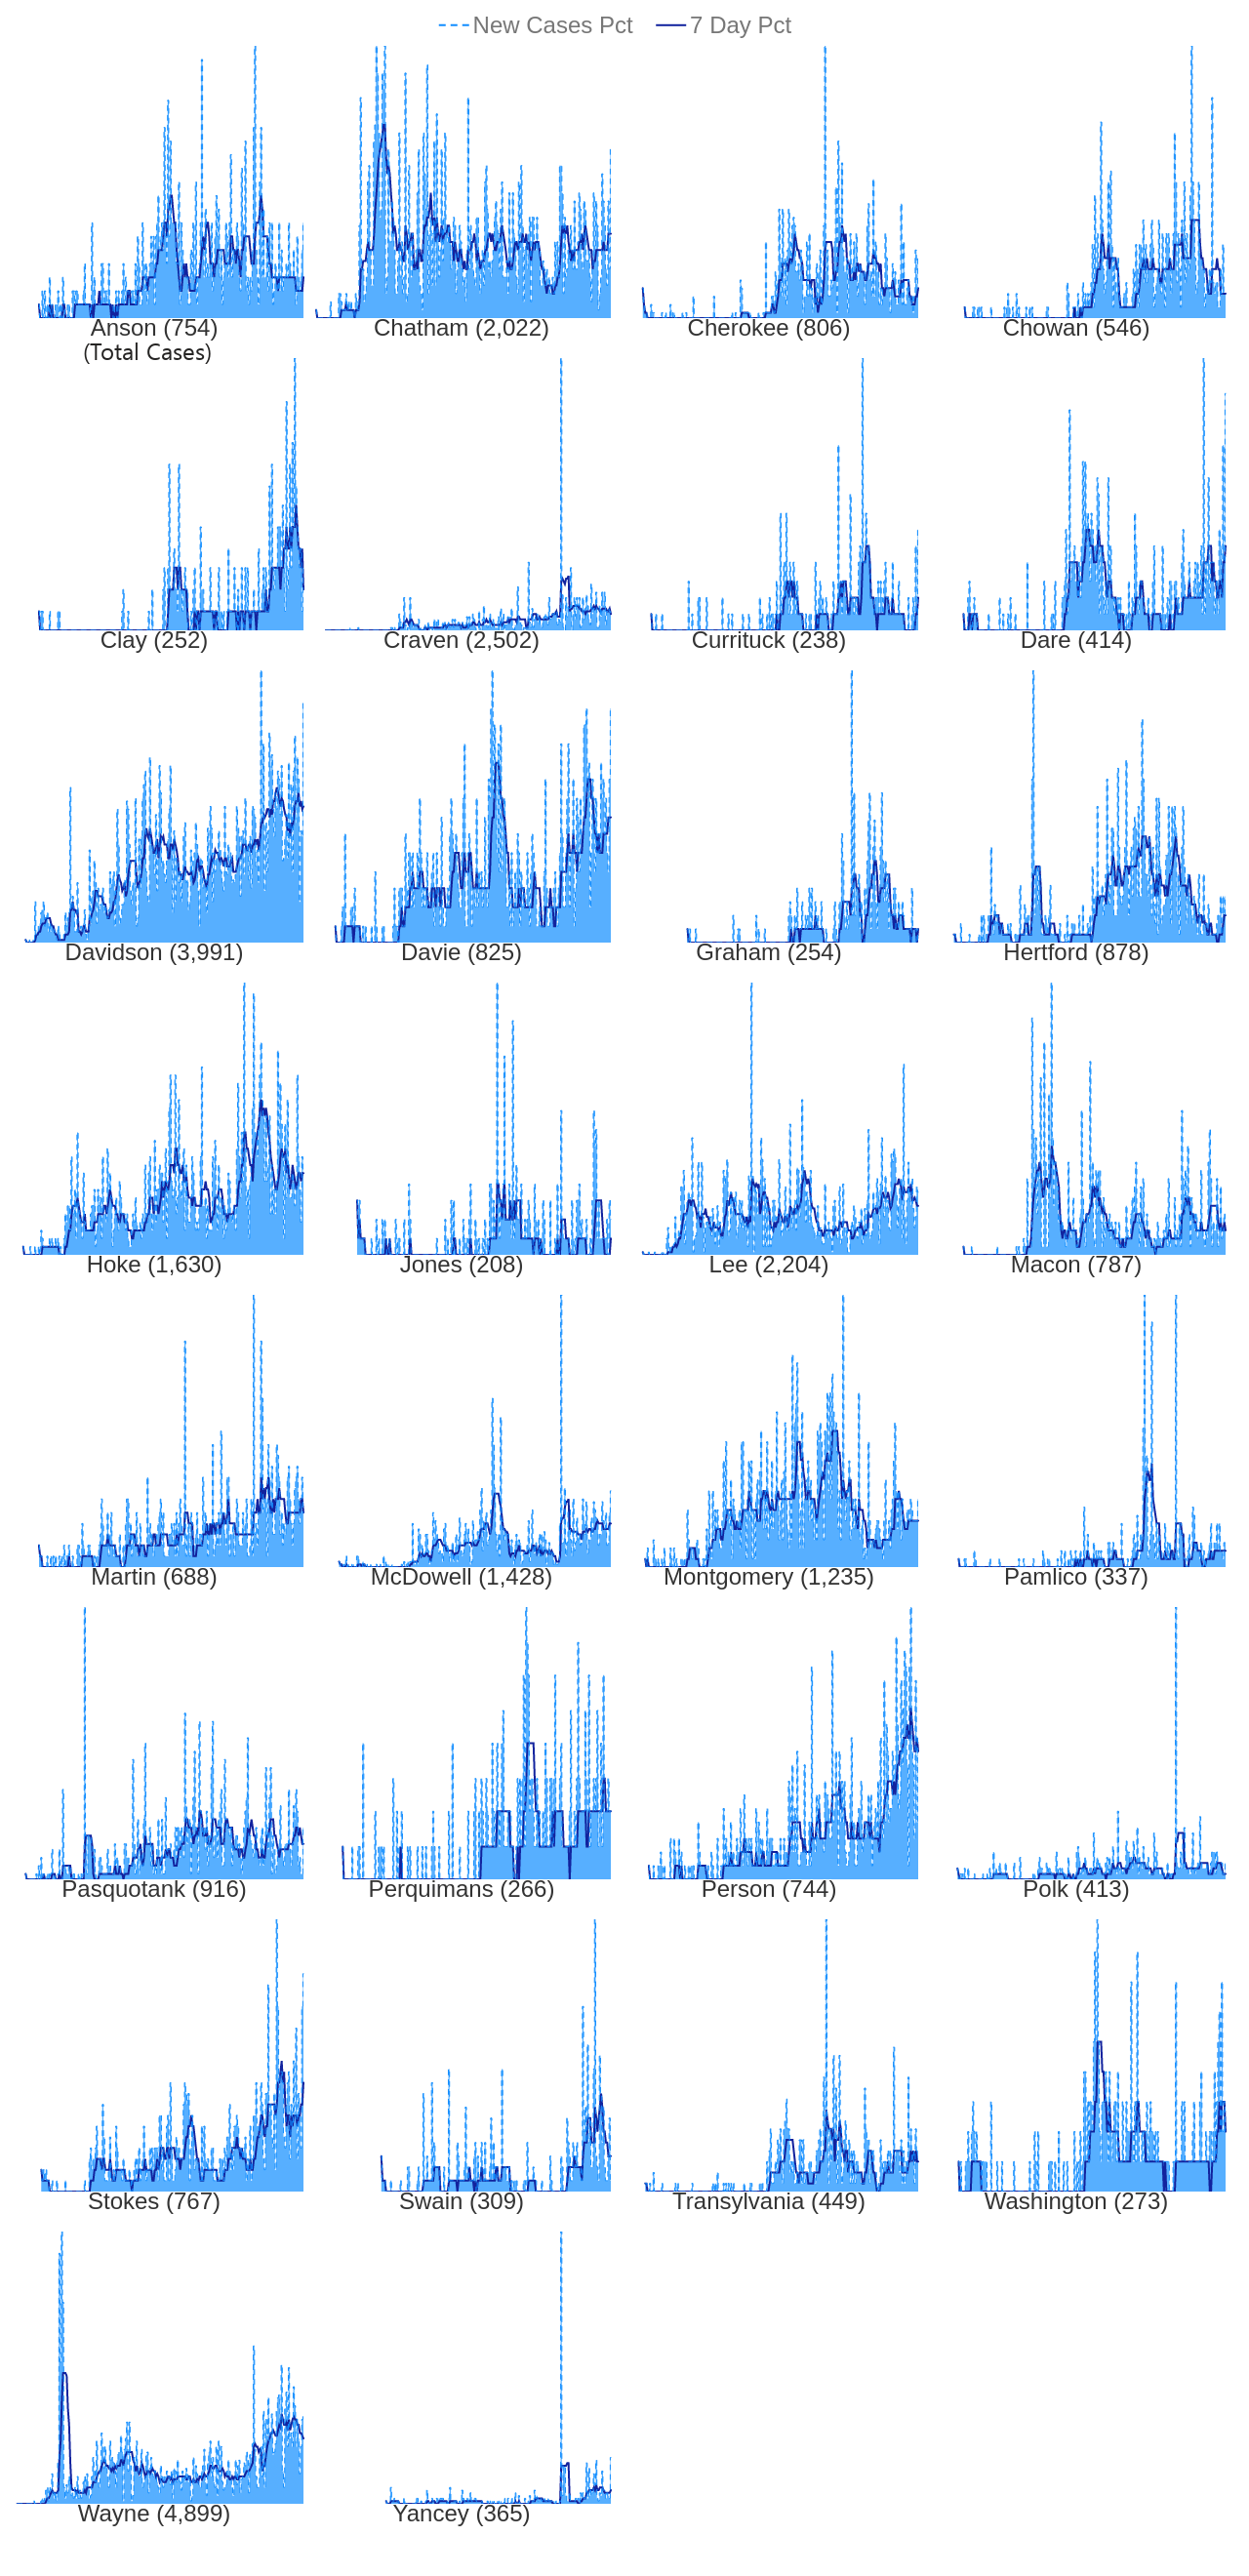 New Cases Pct 7 Day Pct
Anson (754) Chatham (2,022) Cherokee (806) Chowan (546)
(Total Cases)
Clay (252) Craven (2,502) Currituck (238) Dare (414)
Davidson (3,991) Davie (825) Graham (254) Hertford (878)
Hoke (1,630) Jones (208) Lee (2,204) Macon (787)
Martin (688) McDowell (1,428) Montgomery (1,235) Pamlico (337)
Pasquotank (916) Perquimans (266) Person (744) Polk (413)
Stokes (767) Swain (309) Transylvania (449) Washington (273)
Wayne (4,899) Yancey (365)